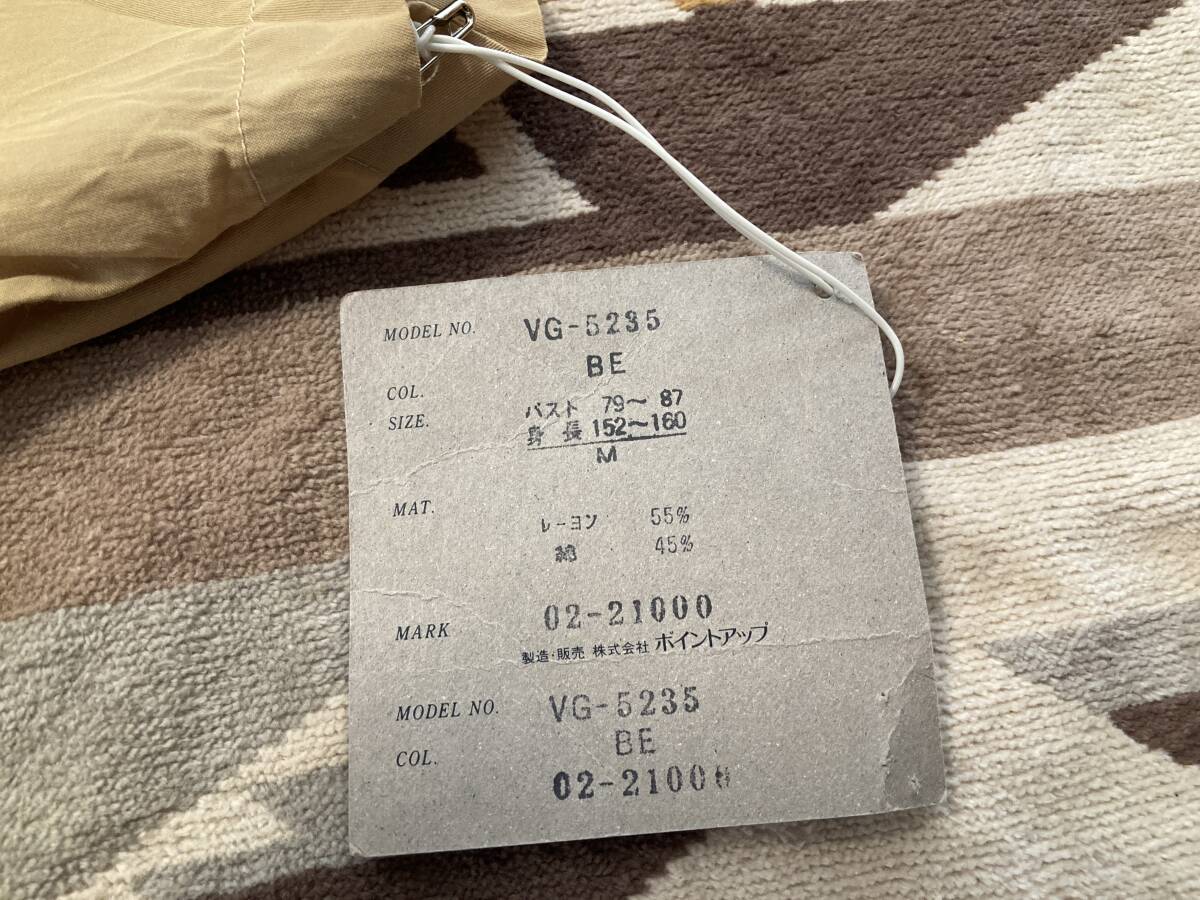 MODEL NO. VG-5235
COL. BE
SIZE. バスト 79～87
身長 152～160
M
MAT. レーヨン 55%
綿 45%
MARK 02-21000
製造・販売 株式会社 ポイントアップ
MODEL NO. VG-5235
COL. BE
02-21000